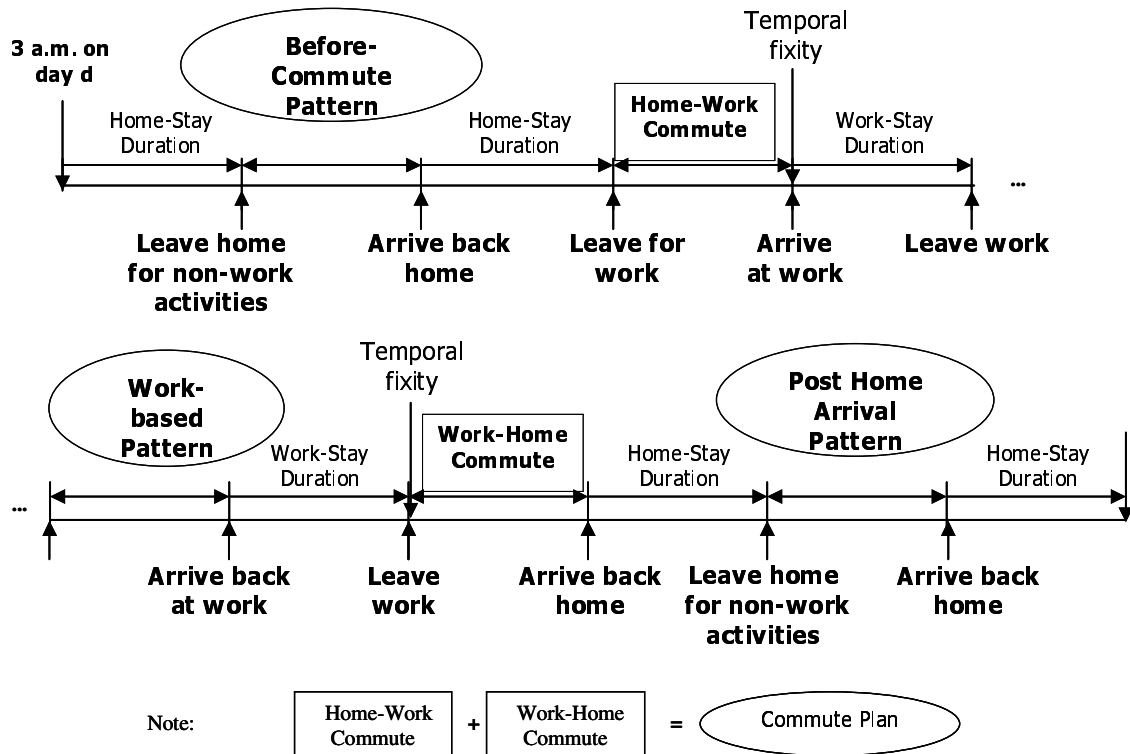 3 a.m. on
day d
Before-
Commute
Pattern
Temporal
fixity
Home-Stay
Duration
Home-Stay
Duration
Home-Work
Commute
Work-Stay
Duration
...
Leave home
for non-work
activities
Arrive back
home
Leave for
work
Arrive
at work
Leave work
Work-
based
Pattern
Temporal
fixity
Post Home
Arrival
Pattern
Work-Stay
Duration
Work-Home
Commute
Home-Stay
Duration
Home-Stay
Duration
...
Arrive back
at work
Leave
work
Arrive back
home
Leave home
for non-work
activities
Arrive back
home
Note:
Home-Work
Commute
+
Work-Home
Commute
=
Commute Plan